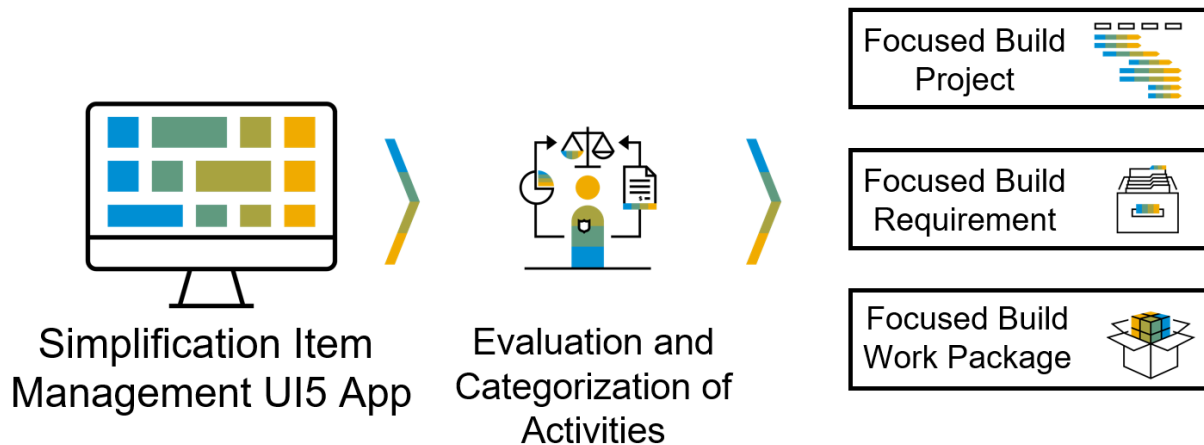 Simplification Item
Management UI5 App
Evaluation and
Categorization of
Activities
Focused Build
Project
Focused Build
Requirement
Focused Build
Work Package